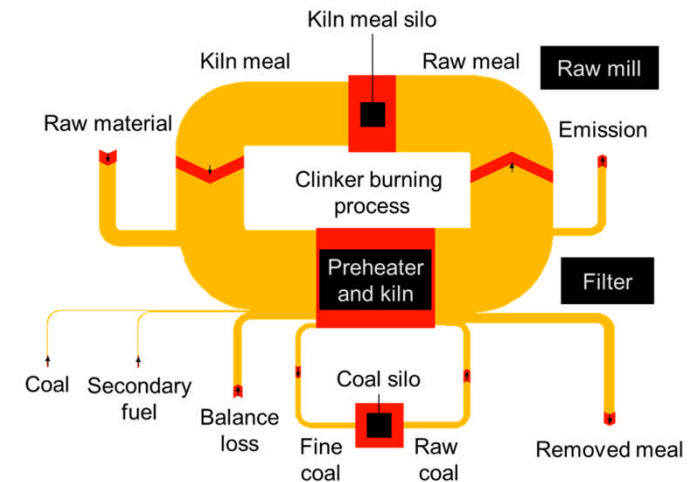 Kiln meal silo
Kiln meal
Raw meal
Raw mill
Raw material
Emission
Clinker burning
process
Preheater
and kiln
Filter
Coal
Secondary
fuel
Balance
loss
Coal silo
Fine
coal
Raw
coal
Removed meal